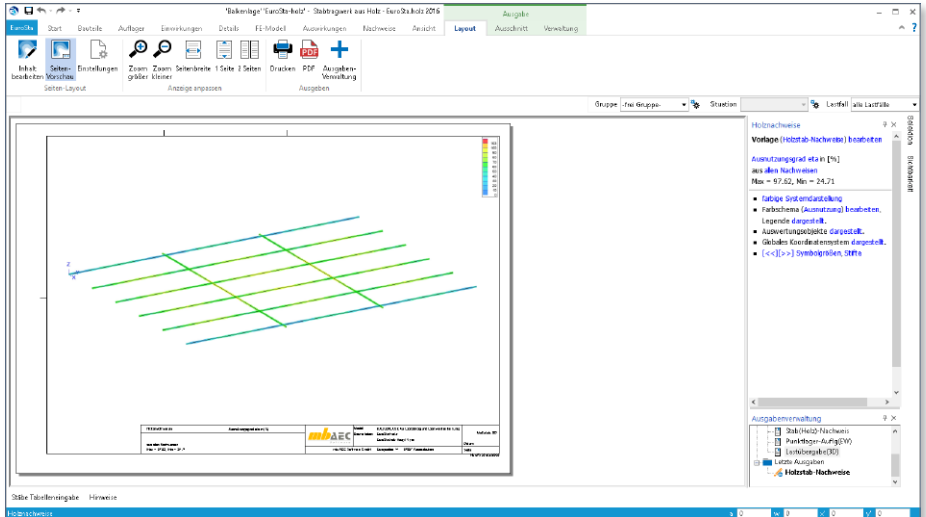 "Balkenlage" "EuroSta-holz" - Stabtragwerk aus Holz - EuroSta.holz 2016
Ausgabe
EuroSta Start Bauteile Auflager Einwirkungen Details FE-Modell Auswirkungen Nachweise Ansicht Layout Ausschnitt Verwaltung
Inhalt bearbeiten
Seiten-Vorschau
Einstellungen
Zoom größer
Zoom kleiner
Seitenbreite
1 Seite
2 Seiten
Drucken
PDF
Ausgaben-Verwaltung
Seiten-Layout Anzeige anpassen Ausgeben
Gruppe -frei Gruppe- Situation Lastfall alle Lastfälle
Holznachweise
Vorlage (Holzstab-Nachweise) bearbeiten
Ausnutzungsgrad eta in [%]
aus allen Nachweisen
Max = 97.62, Min = 24.71
farbige Systemdarstellung
Farbschema (Ausnutzung) bearbeiten,
Legende dargestellt.
Auswertungsobjekte dargestellt.
Globales Koordinatensystem dargestellt.
[<<][>>] Symbolgrößen, Stifte
Selektion
Sichtbarkeit
Z
Y
X
mbAEC
Ausgabenverwaltung
Stab(Holz)-Nachweis
Punktlager-Auflg(EW)
Lastübergabe(3D)
Letzte Ausgaben
Holzstab-Nachweise
Stäbe Tabelleneingabe Hinweise
Holznachweise